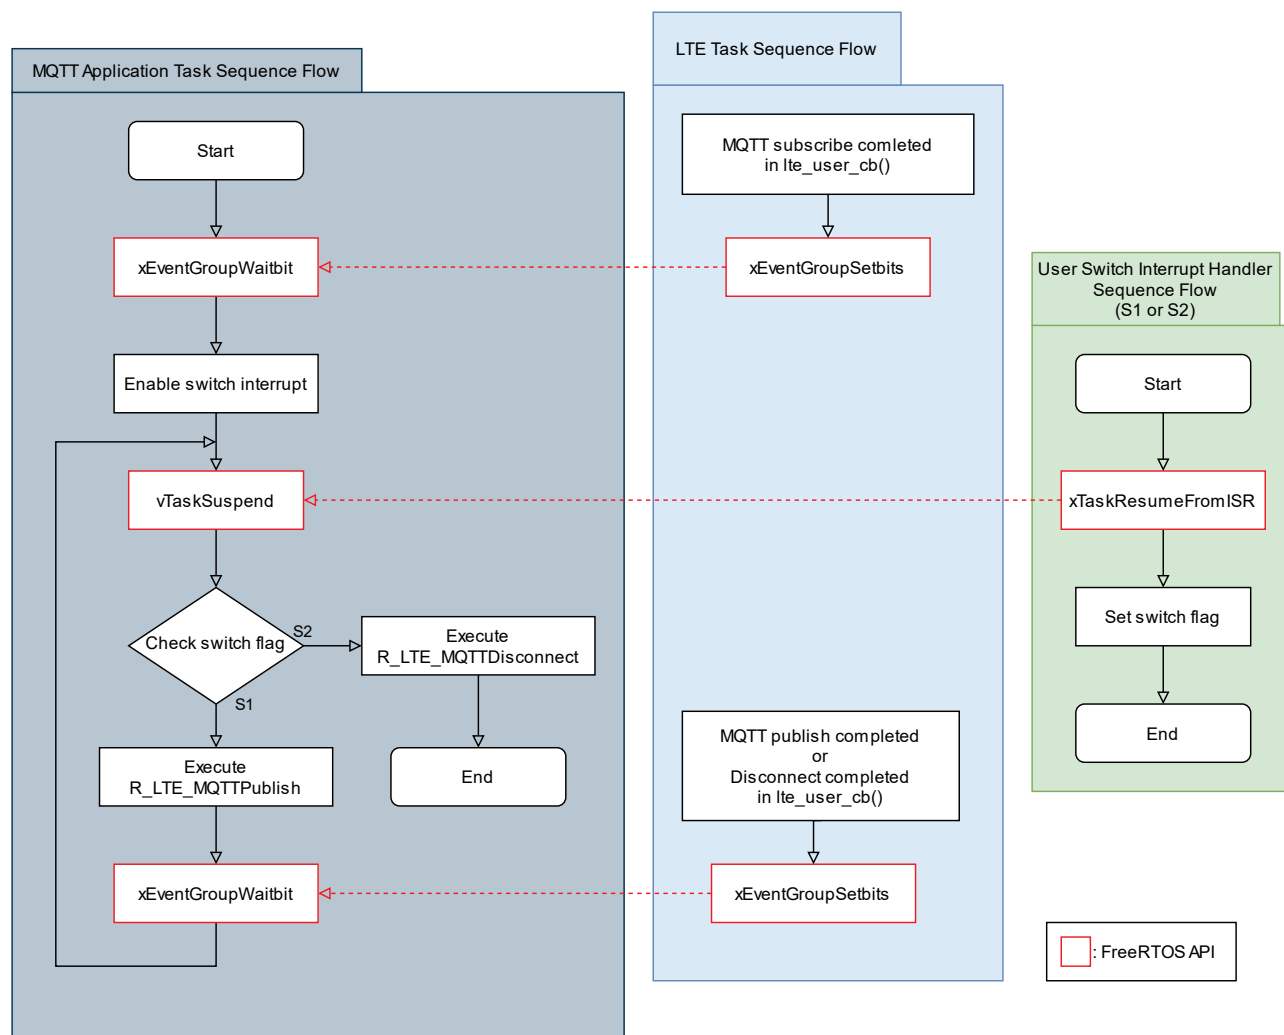 MQTT Application Task Sequence Flow
Start
xEventGroupWaitbit
Enable switch interrupt
vTaskSuspend
Check switch flag
S2
S1
Execute
R_LTE_MQTTDisconnect
End
Execute
R_LTE_MQTTPublish
xEventGroupWaitbit
LTE Task Sequence Flow
MQTT subscribe comleted
in lte_user_cb()
xEventGroupSetbits
MQTT publish completed
or
Disconnect completed
in lte_user_cb()
xEventGroupSetbits
User Switch Interrupt Handler
Sequence Flow
(S1 or S2)
Start
xTaskResumeFromISR
Set switch flag
End
: FreeRTOS API